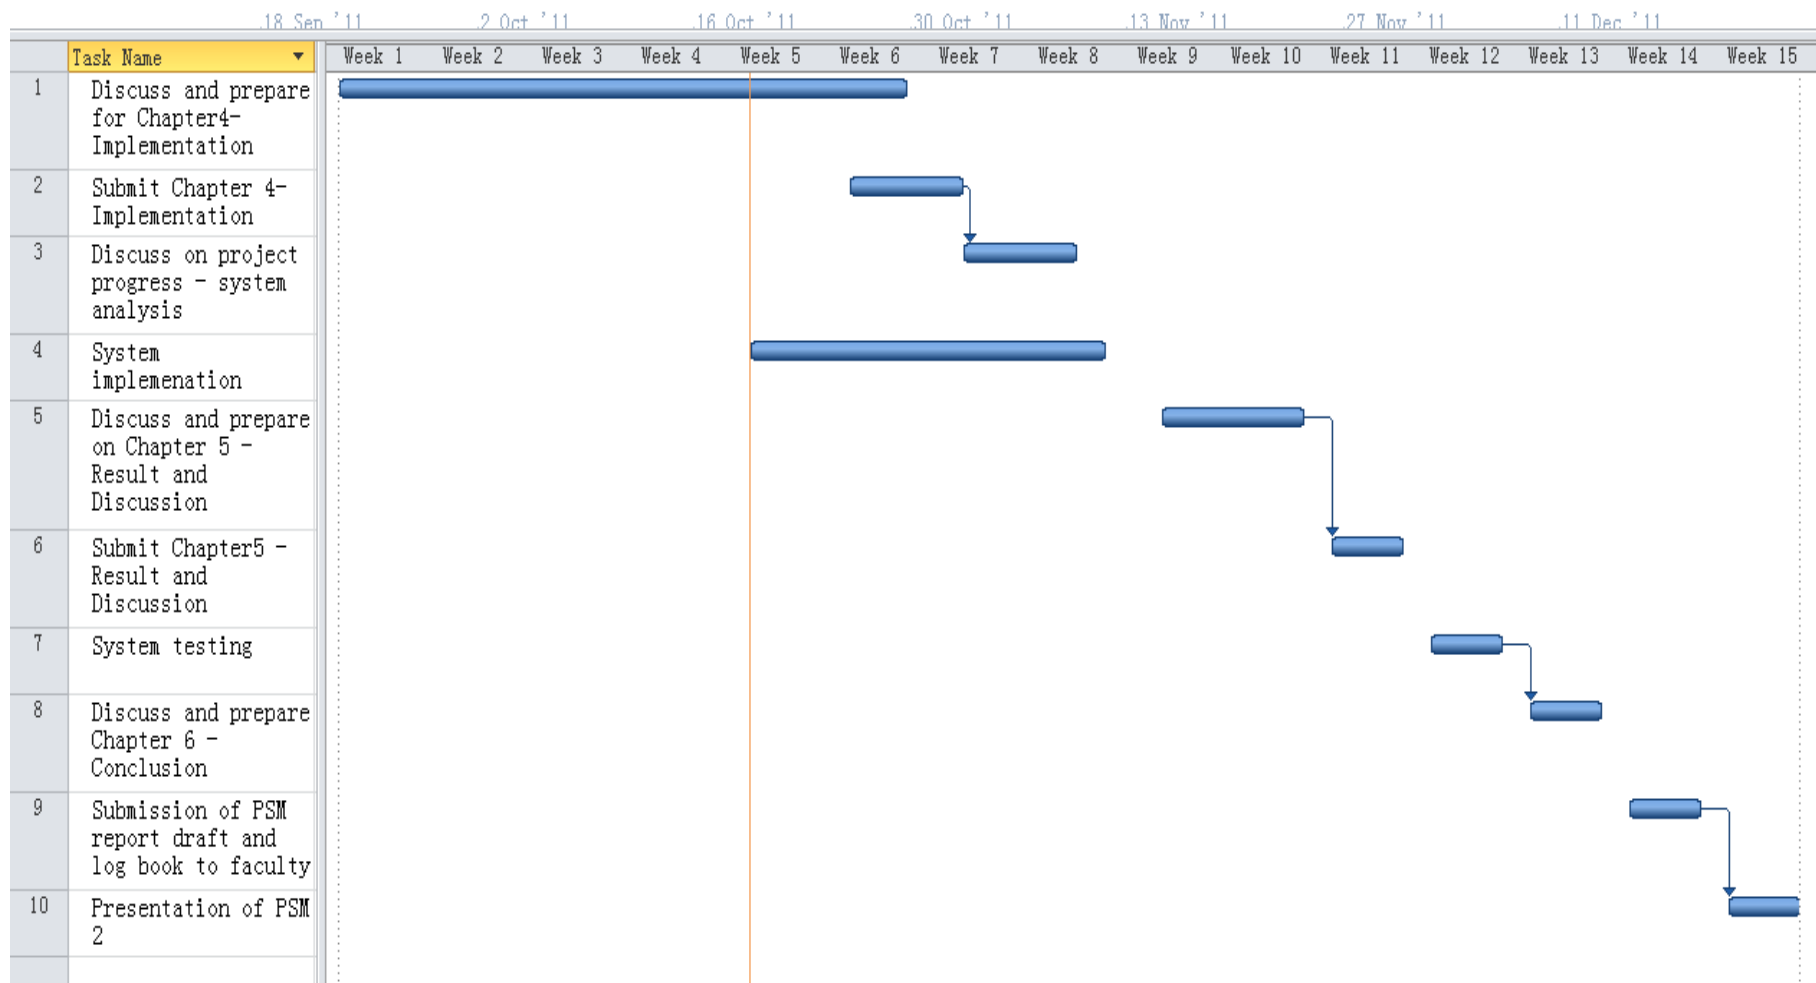 18 Sep '11 2 Oct '11 16 Oct '11 30 Oct '11 13 Nov '11 27 Nov '11 11 Dec '11
Task Name Week 1 Week 2 Week 3 Week 4 Week 5 Week 6 Week 7 Week 8 Week 9 Week 10 Week 11 Week 12 Week 13 Week 14 Week 15
1 Discuss and prepare
for Chapter4-
Implementation
2 Submit Chapter 4-
Implementation
3 Discuss on project
progress - system
analysis
4 System
implemenation
5 Discuss and prepare
on Chapter 5 -
Result and
Discussion
6 Submit Chapter5 -
Result and
Discussion
7 System testing
8 Discuss and prepare
Chapter 6 -
Conclusion
9 Submission of PSM
report draft and
log book to faculty
10 Presentation of PSM
2